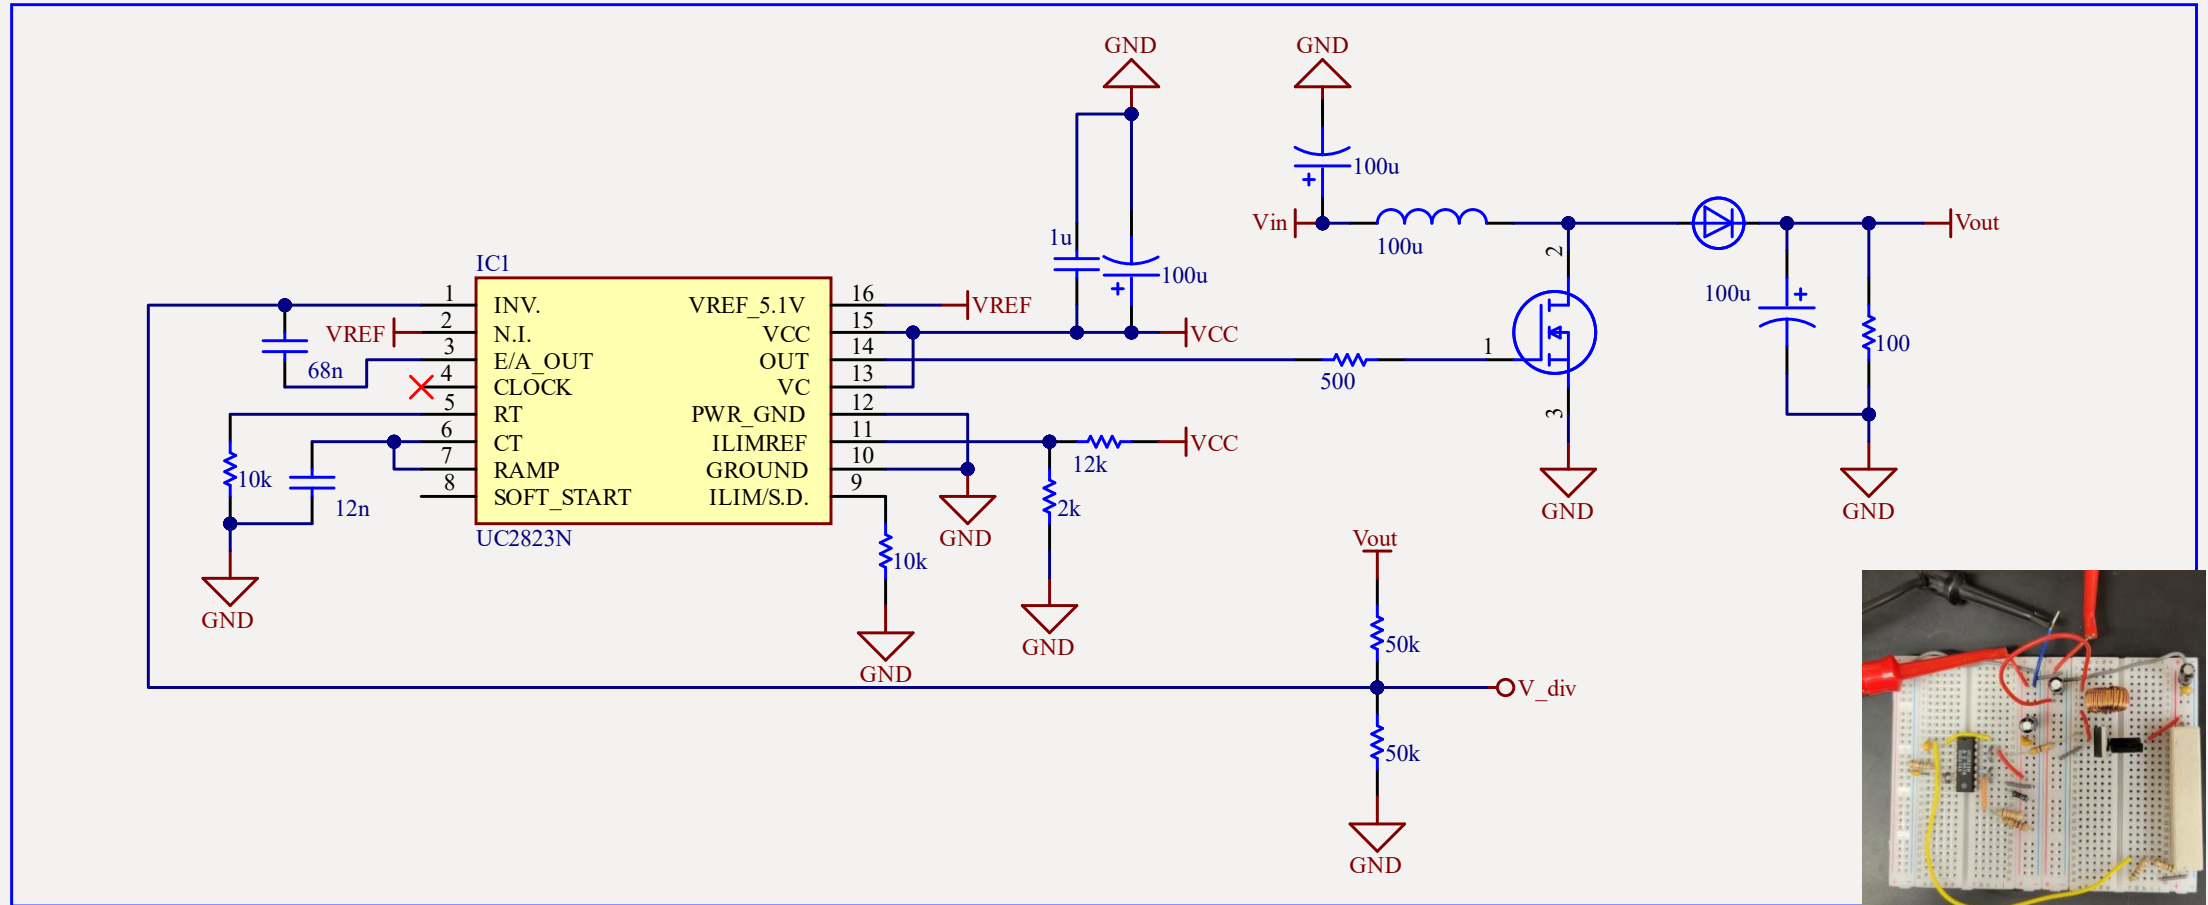 GND
GND
100u
Vin
100u
Vout
1u
100u
2
100u
+
+
+
100
IC1
1
INV.
VREF_5.1V
16
VREF
VREF
2
N.I.
VCC
15
VCC
3
E/A_OUT
OUT
14
500
1
68n
4
CLOCK
VC
13
5
RT
PWR_GND
12
3
6
CT
ILIMREF
11
12k
VCC
10k
7
RAMP
GROUND
10
8
SOFT_START
ILIM/S.D.
9
12n
2k
UC2823N
GND
GND
GND
10k
Vout
GND
GND
GND
50k
V_div
50k
GND